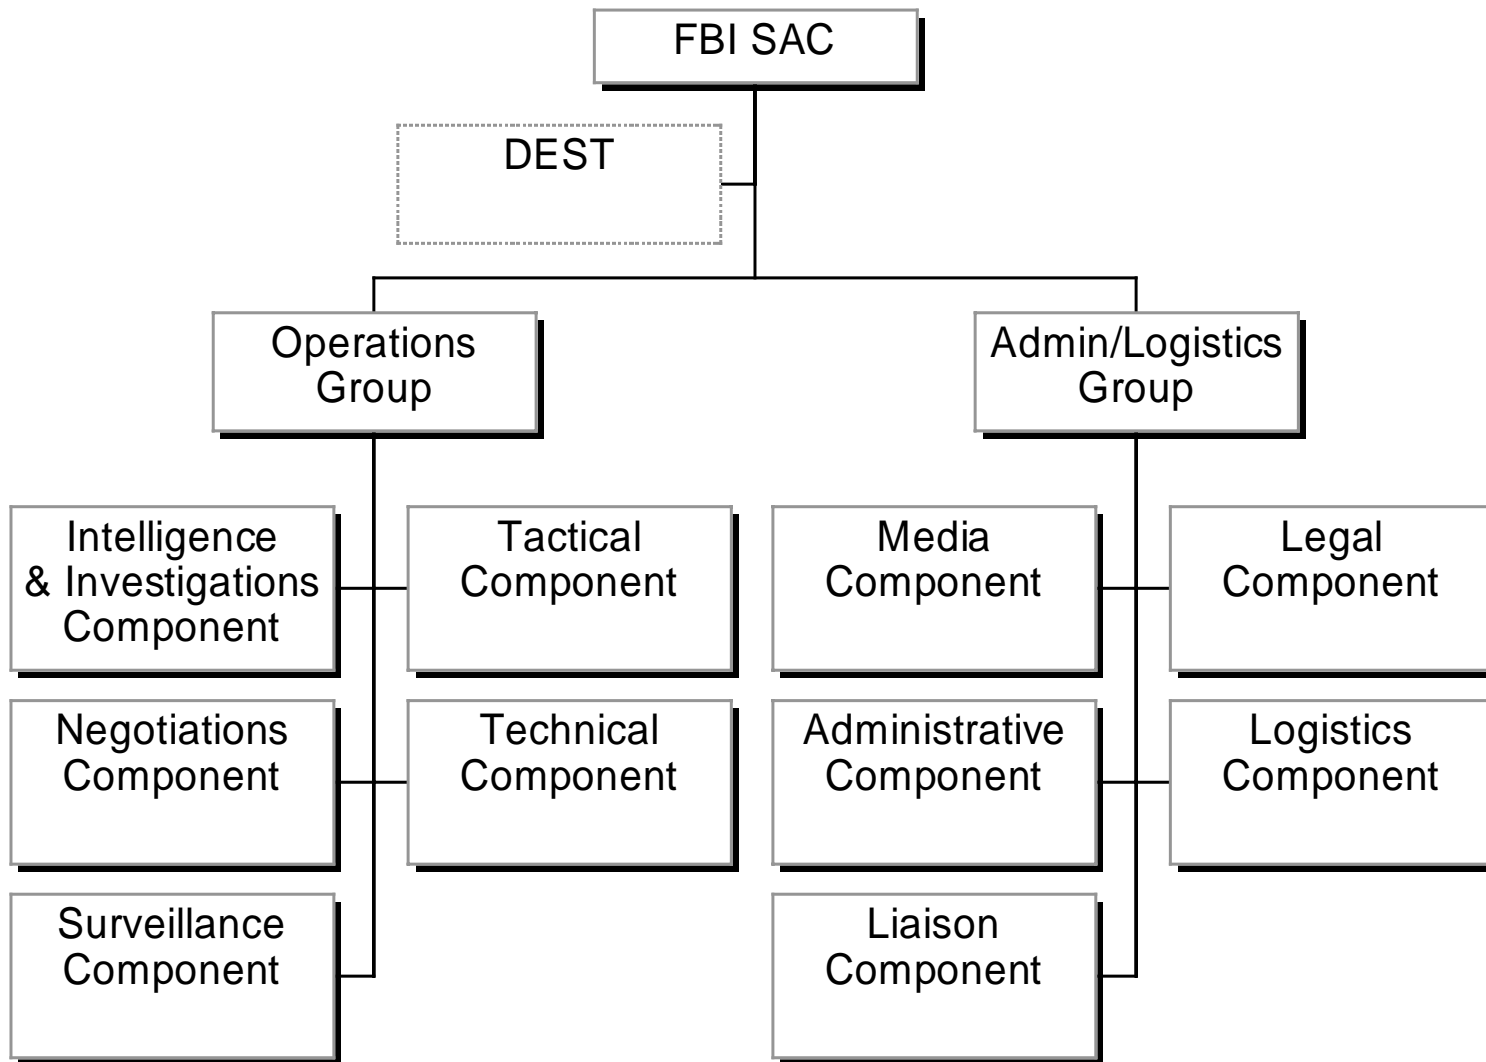 FBI SAC
DEST
Operations
Group
Admin/Logistics
Group
Intelligence
& Investigations
Component
Tactical
Component
Media
Component
Legal
Component
Negotiations
Component
Technical
Component
Administrative
Component
Logistics
Component
Surveillance
Component
Liaison
Component